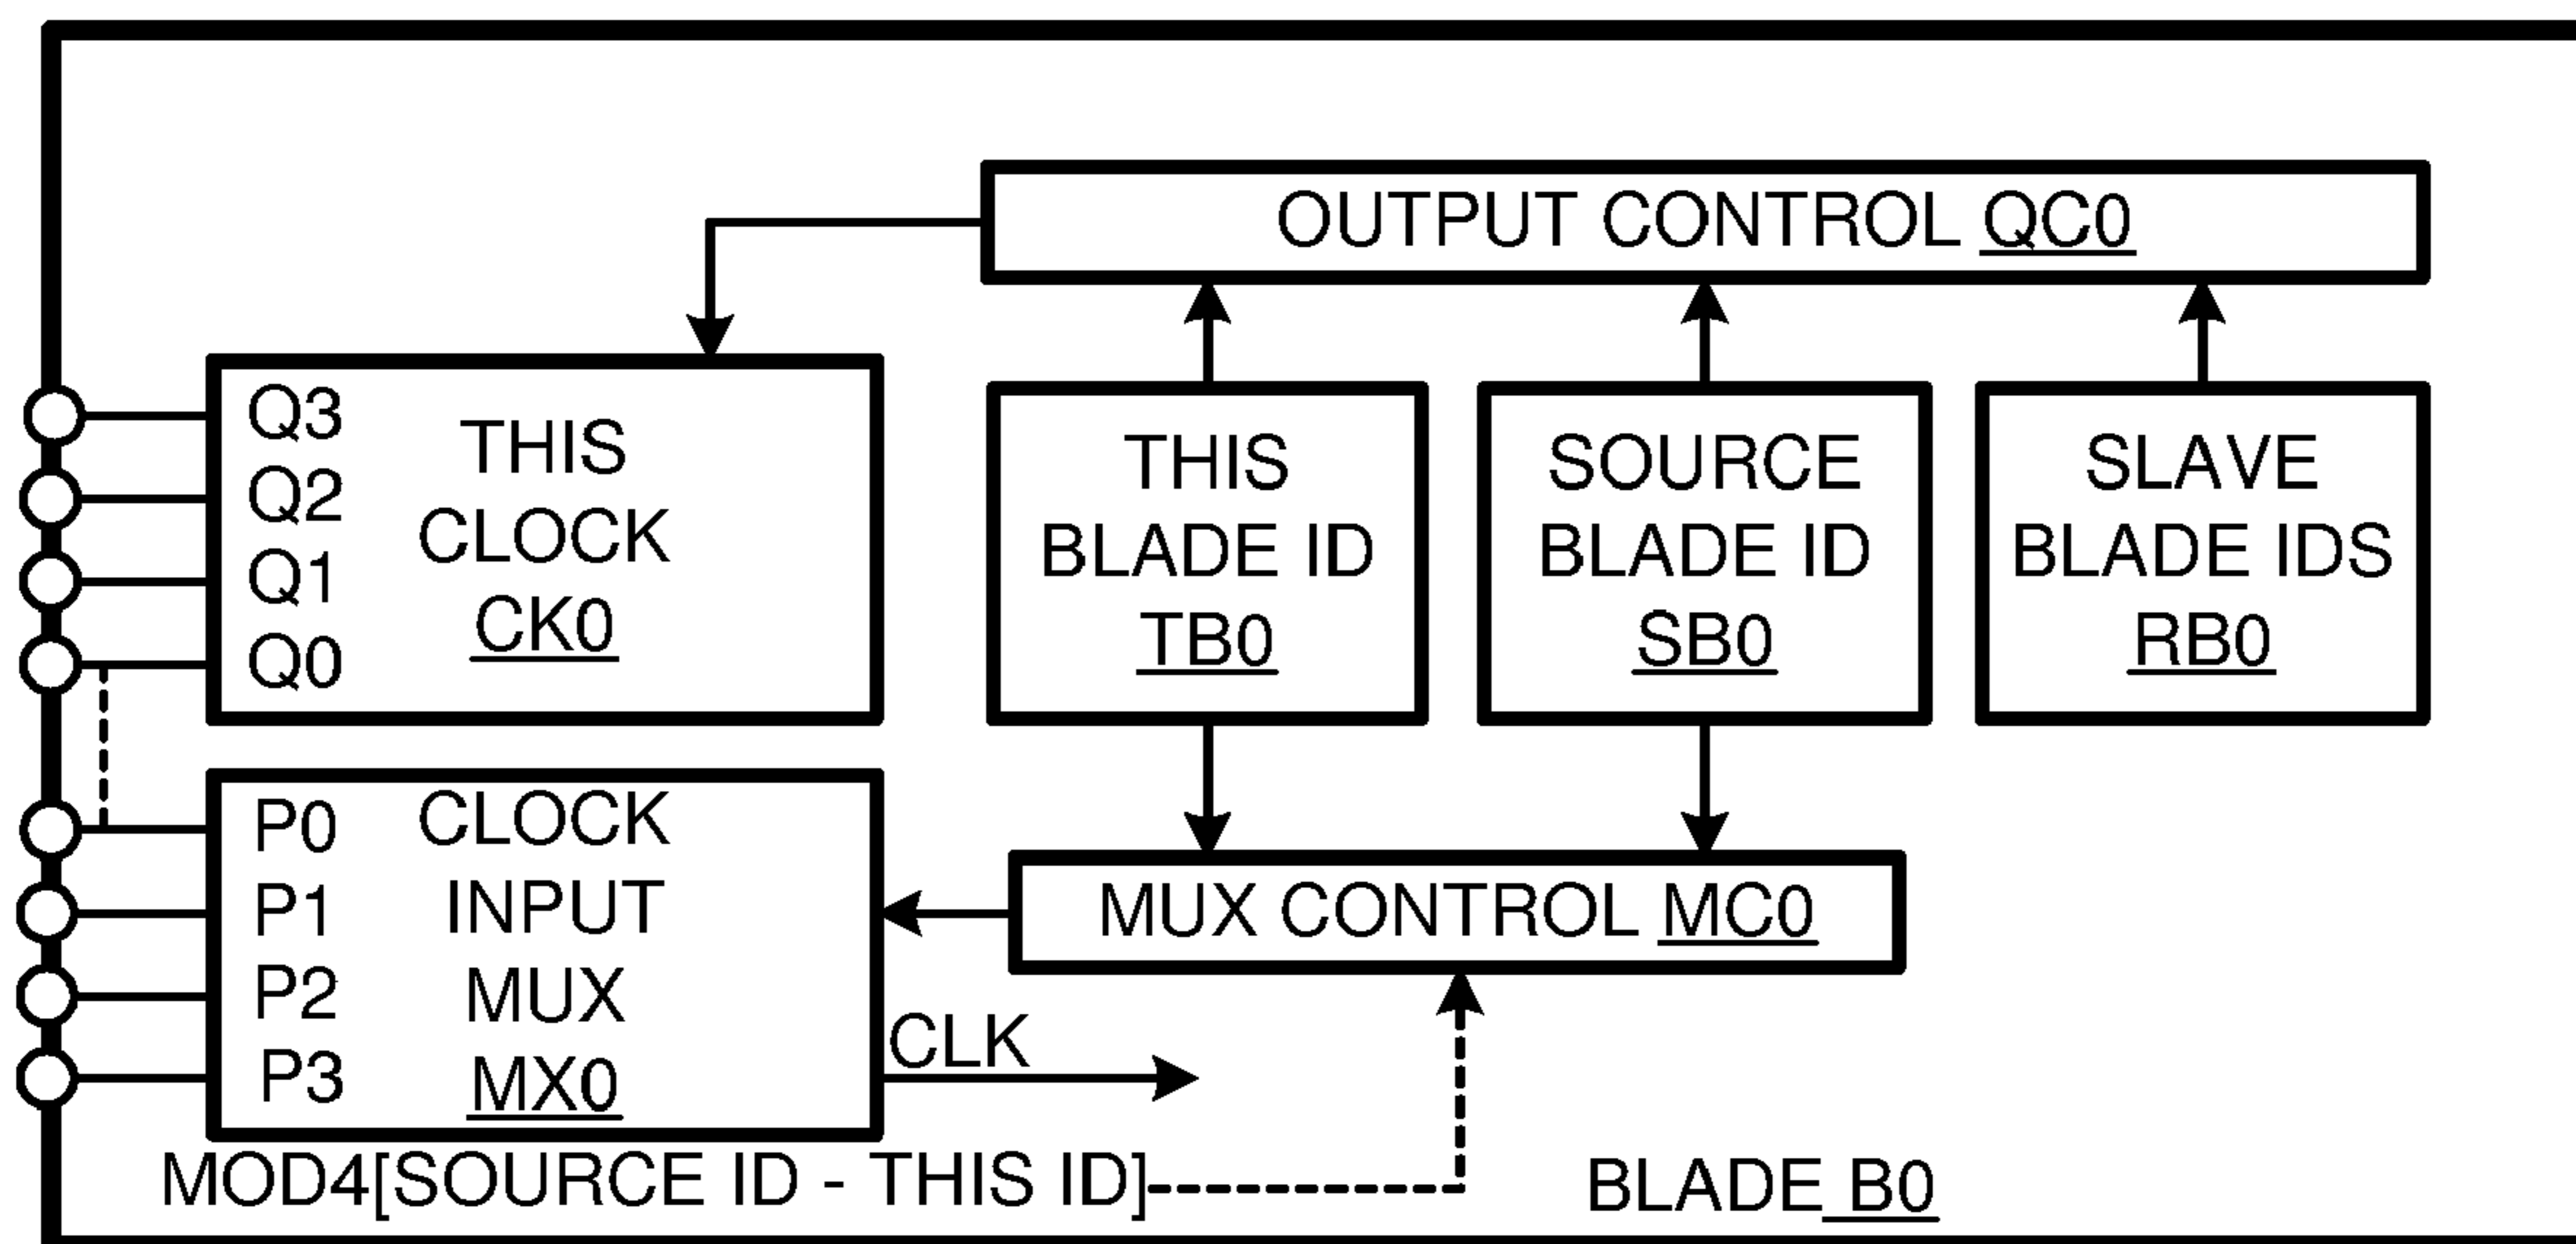 OUTPUT CONTROL QC0
Q3
Q2
Q1
Q0
THIS
CLOCK
CK0
THIS
BLADE ID
TB0
SOURCE
BLADE ID
SB0
SLAVE
BLADE IDS
RB0
P0
P1
P2
P3
CLOCK
INPUT
MUX
MX0
MUX CONTROL MC0
CLK
MOD4[SOURCE ID - THIS ID]
BLADE B0